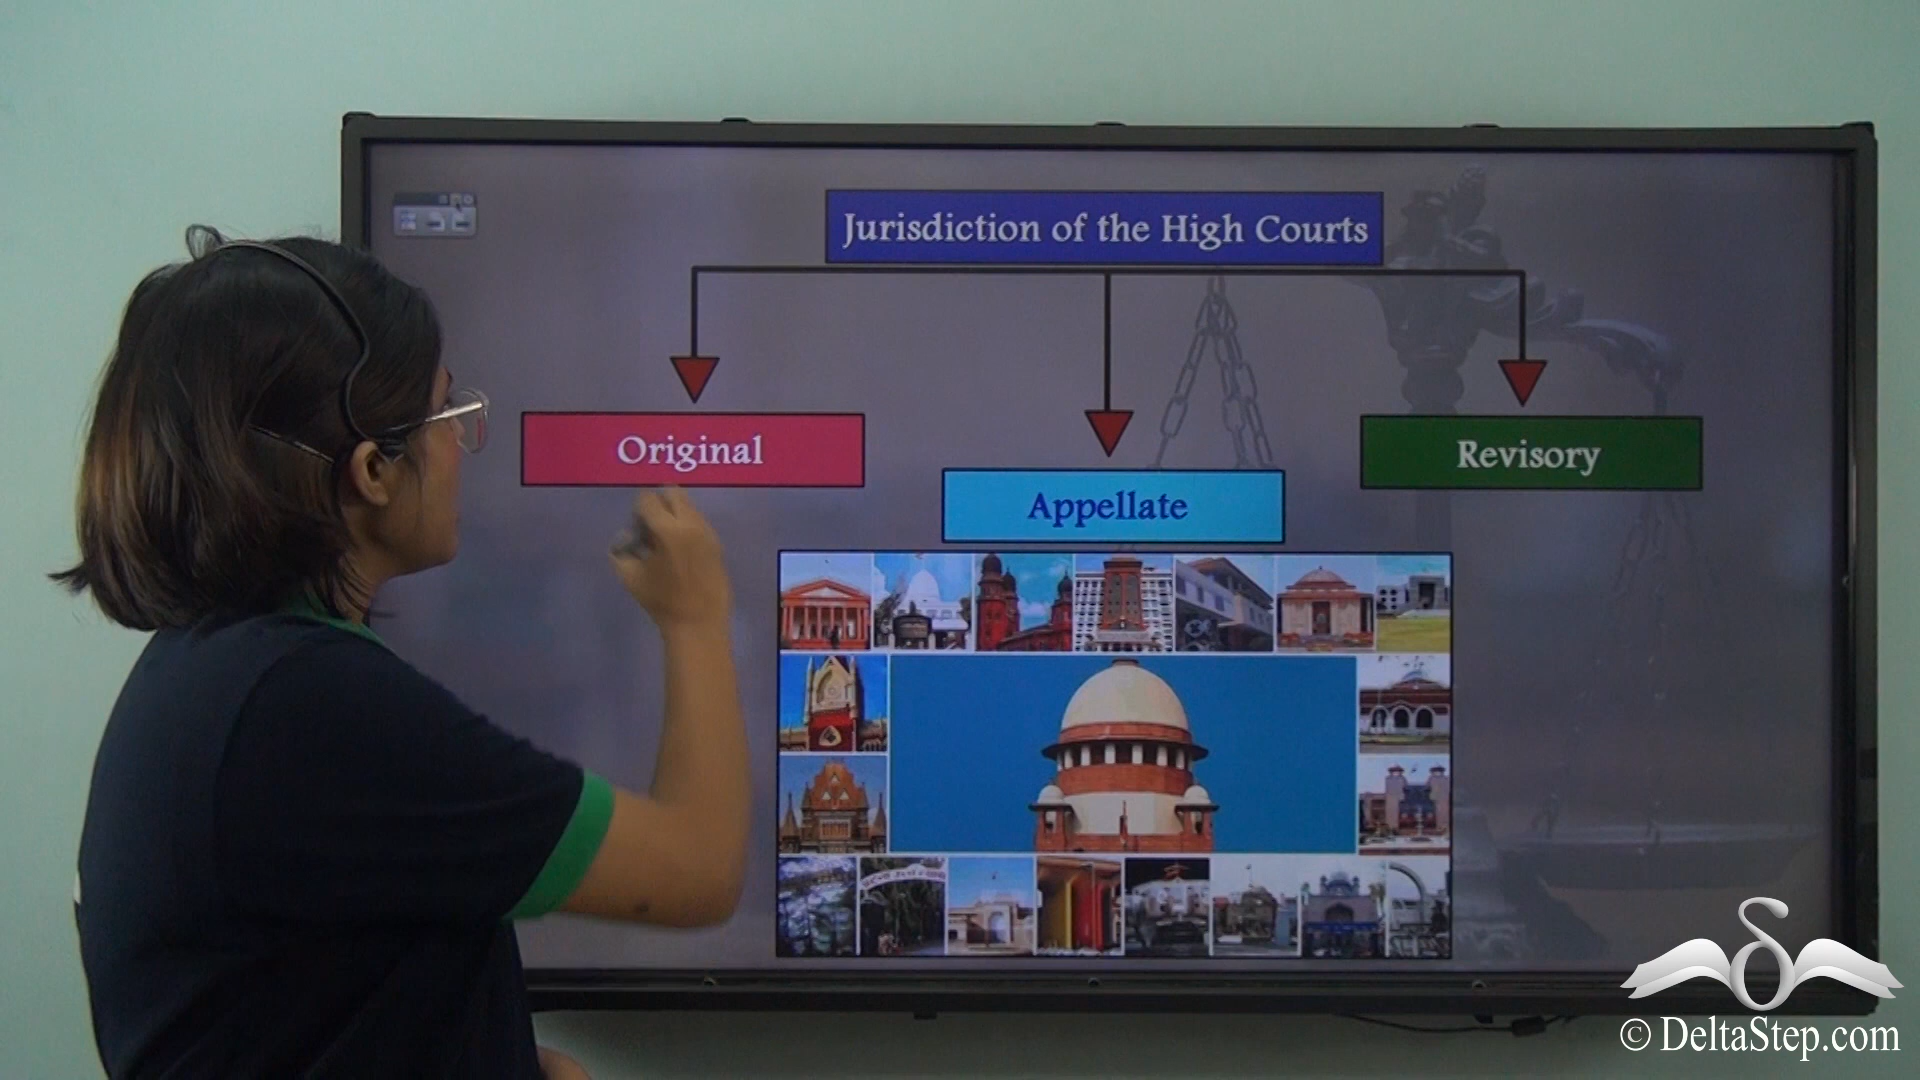 Jurisdiction of the High Courts
Original
Appellate
Revisory
© DeltaStep.com